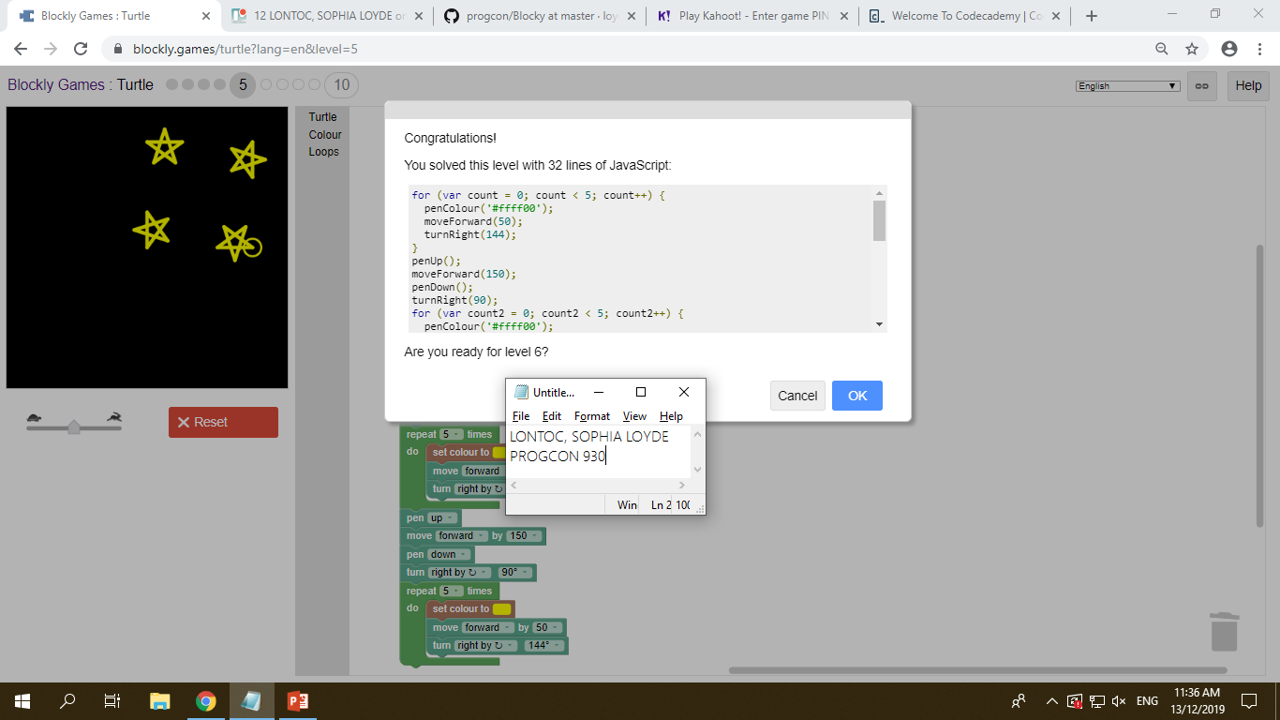 Blockly Games : Turtle
12 LONTOC, SOPHIA LOYDE or
progcon/Blocky at master · loy
K! Play Kahoot! - Enter game PIN
Welcome To Codecademy | Co
blockly.games/turtle?lang=en&level=5
Blockly Games : Turtle
5
10
English
Help
Turtle
Colour
Loops
Congratulations!
You solved this level with 32 lines of JavaScript:
for (var count = 0; count < 5; count++) {
penColour('#ffff00');
moveForward(50);
turnRight(144);
}
penUp();
moveForward(150);
penDown();
turnRight(90);
for (var count2 = 0; count2 < 5; count2++) {
penColour('#ffff00');
Are you ready for level 6?
Cancel
OK
Untitle...
File Edit Format View Help
LONTOC, SOPHIA LOYDE
PROGCON 930
Win Ln 2 100
Reset
repeat 5 times
do set colour to
move forward
turn right by ↻
pen up
move forward by 150
pen down
turn right by ↻ 90°
repeat 5 times
do set colour to
move forward by 50
turn right by ↻ 144°
ENG
11:36 AM
13/12/2019